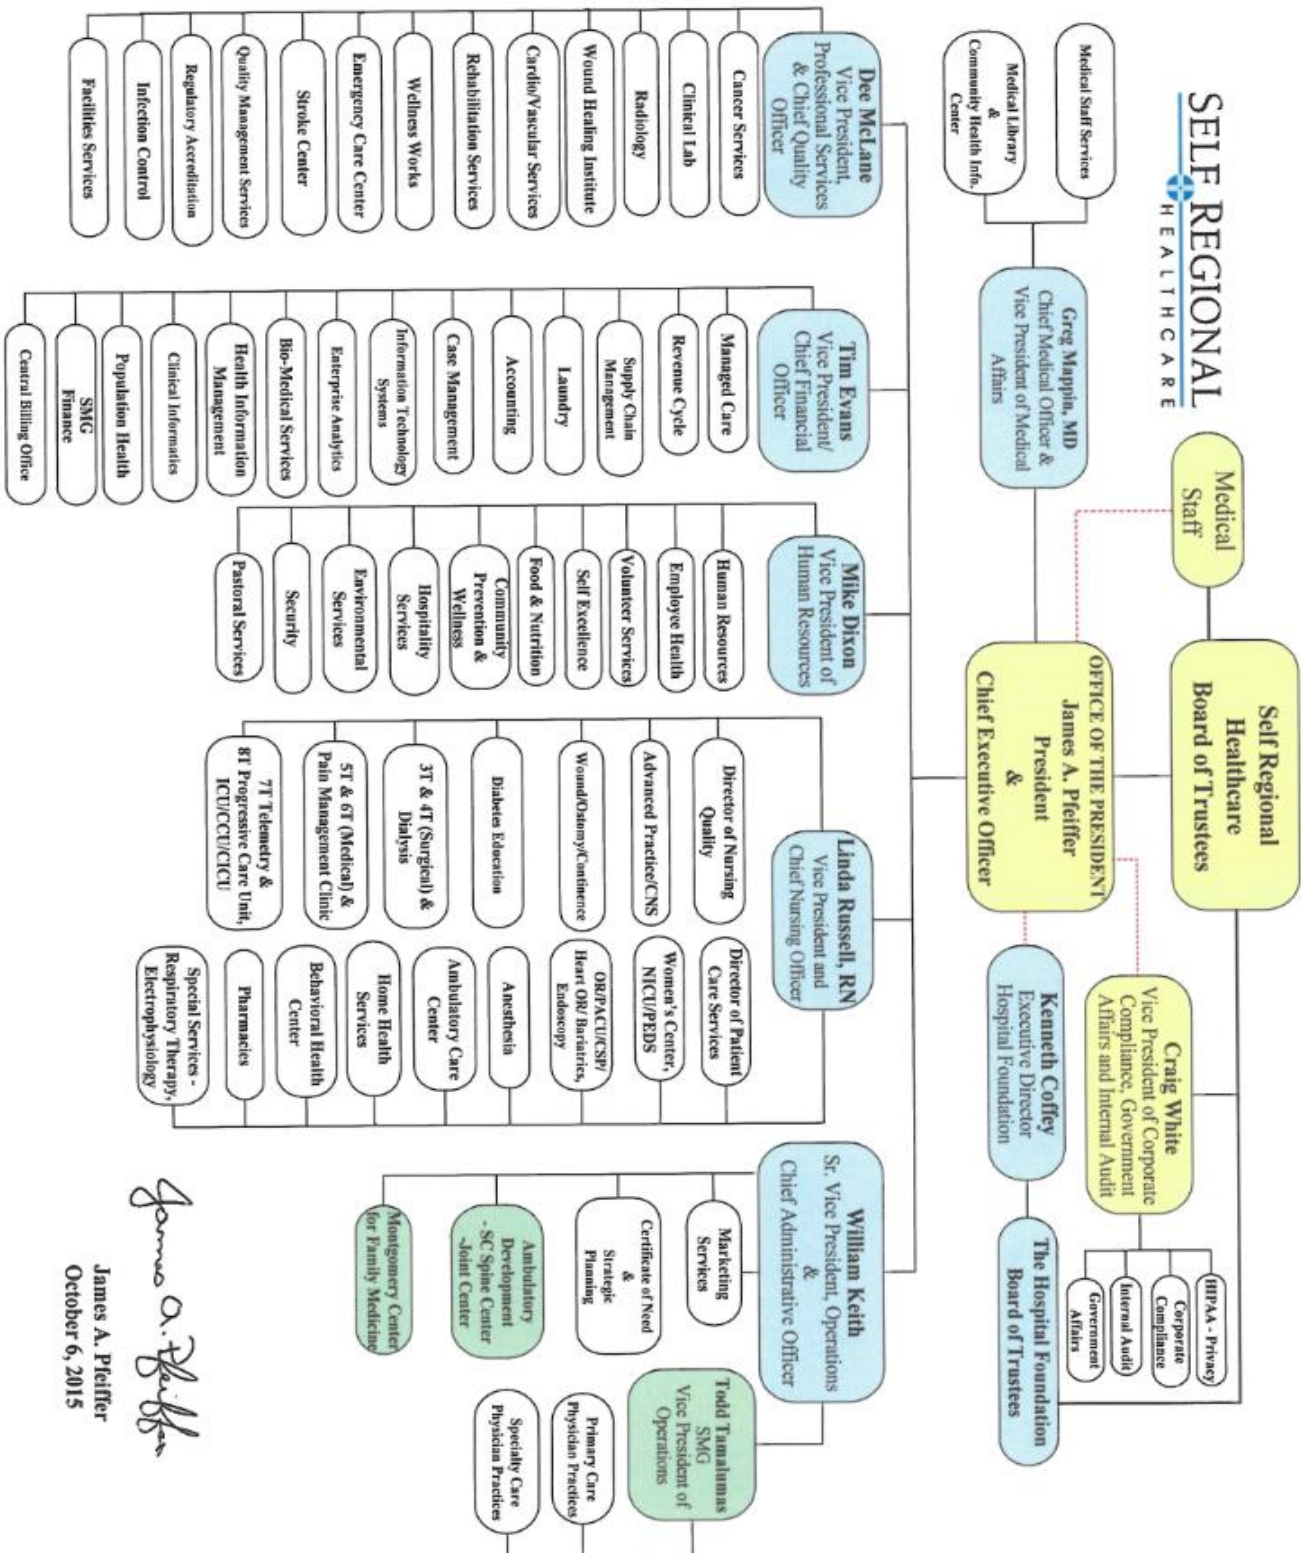 SELF REGIONAL
HEALTHCARE
Self Regional
Healthcare
Board of Trustees
Medical
Staff
OFFICE OF THE PRESIDENT
James A. Pfeiffer
President
&
Chief Executive Officer
Craig White
Vice President of Corporate
Compliance, Government
Affairs and Internal Audit
HIPAA - Privacy
Corporate
Compliance
Internal Audit
Government
Affairs
Kenneth Coffey
Executive Director
Hospital Foundation
The Hospital Foundation
Board of Trustees
Medical Staff Services
Medical Library
&
Community Health Info.
Center
Greg Mappin, MD
Chief Medical Officer &
Vice President of Medical
Affairs
Dee McLane
Vice President,
Professional Services
& Chief Quality
Officer
Cancer Services
Clinical Lab
Radiology
Wound Healing Institute
Cardio/Vascular Services
Rehabilitation Services
Wellness Works
Emergency Care Center
Stroke Center
Quality Management Services
Regulatory Accreditation
Infection Control
Facilities Services
Tim Evans
Vice President/
Chief Financial
Officer
Managed Care
Revenue Cycle
Supply Chain
Management
Laundry
Accounting
Case Management
Information Technology
Systems
Enterprise Analytics
Bio-Medical Services
Health Information
Management
Clinical Informatics
Population Health
SMG
Finance
Central Billing Office
Mike Dixon
Vice President of
Human Resources
Human Resources
Employee Health
Volunteer Services
Self Excellence
Food & Nutrition
Community
Prevention &
Wellness
Hospitality
Services
Environmental
Services
Security
Pastoral Services
Linda Russell, RN
Vice President and
Chief Nursing Officer
Director of Nursing
Quality
Advanced Practice/CNS
Wound/Ostomy/Continence
Diabetes Education
3T & 4T (Surgical) &
Dialysis
5T & 6T (Medical) &
Pain Management Clinic
7T Telemetry &
8T Progressive Care Unit,
ICU/CCU/CICU
Director of Patient
Care Services
Women's Center,
NICU/PEDS
OR/PACU/CSP/
Heart OR/ Bariatrics,
Endoscopy
Anesthesia
Ambulatory Care
Center
Home Health
Services
Behavioral Health
Center
Pharmacies
Special Services -
Respiratory Therapy,
Electrophysiology
William Keith
Sr. Vice President, Operations
&
Chief Administrative Officer
Marketing
Services
Certificate of Need
&
Strategic
Planning
Ambulatory
Development
- SC Spine Center
-Joint Center
Montgomery Center
for Family Medicine
Todd Tamalumas
SMG
Vice President of
Operations
Primary Care
Physician Practices
Specialty Care
Physician Practices
James A. Pfeiffer
James A. Pfeiffer
October 6, 2015